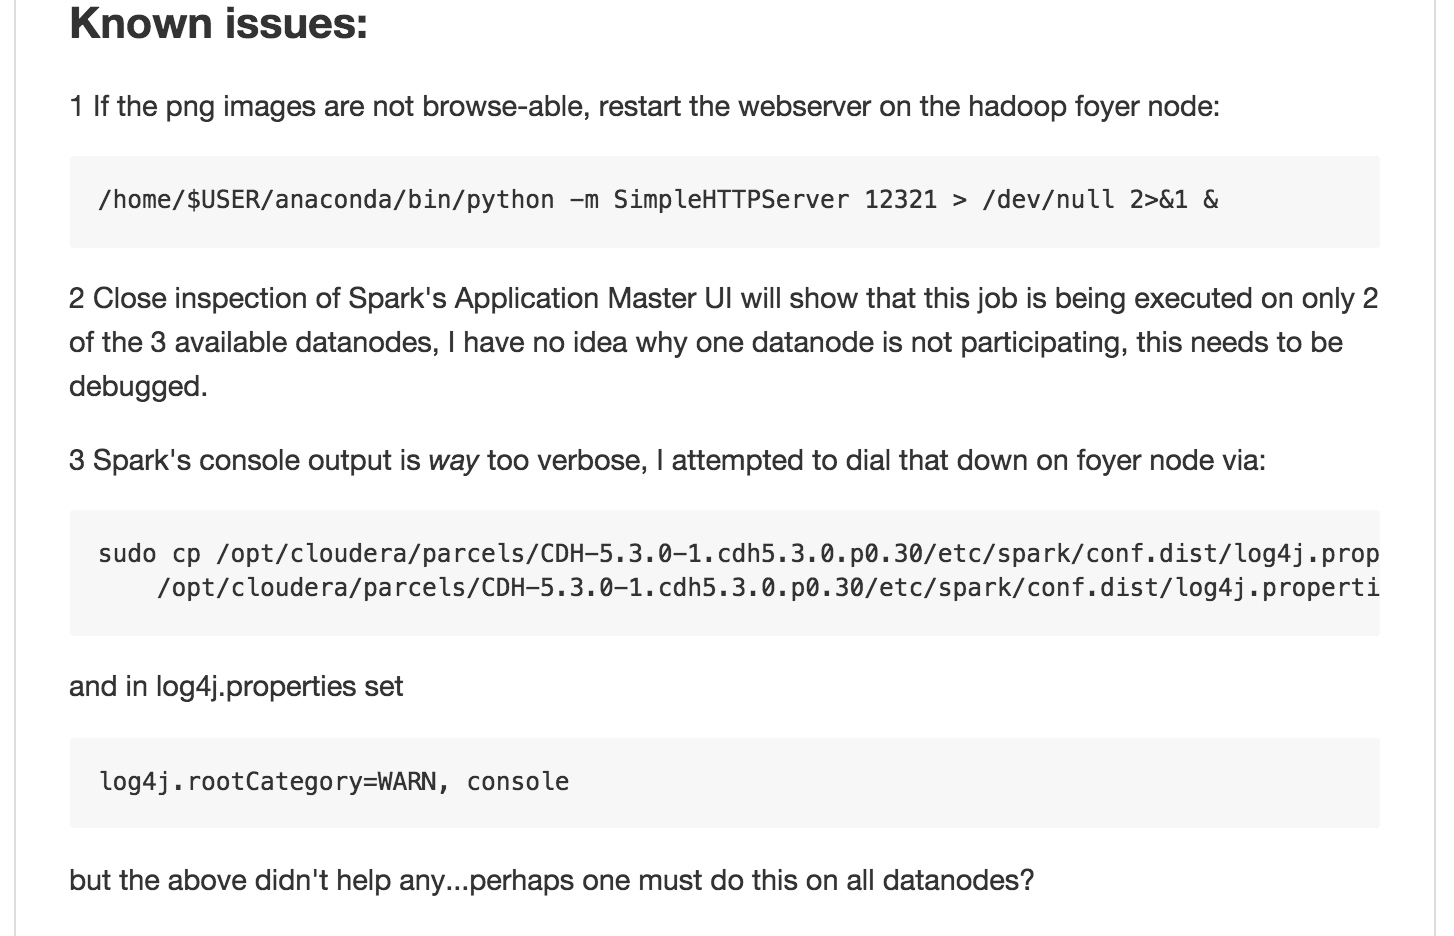 Known issues:
1 If the png images are not browse-able, restart the webserver on the hadoop foyer node:
/home/$USER/anaconda/bin/python -m SimpleHTTPServer 12321 > /dev/null 2>&1 &
2 Close inspection of Spark's Application Master UI will show that this job is being executed on only 2
of the 3 available datanodes, I have no idea why one datanode is not participating, this needs to be
debugged.
3 Spark's console output is way too verbose, I attempted to dial that down on foyer node via:
sudo cp /opt/cloudera/parcels/CDH-5.3.0-1.cdh5.3.0.p0.30/etc/spark/conf.dist/log4j.prop
/opt/cloudera/parcels/CDH-5.3.0-1.cdh5.3.0.p0.30/etc/spark/conf.dist/log4j.properti
and in log4j.properties set
log4j.rootCategory=WARN, console
but the above didn't help any...perhaps one must do this on all datanodes?